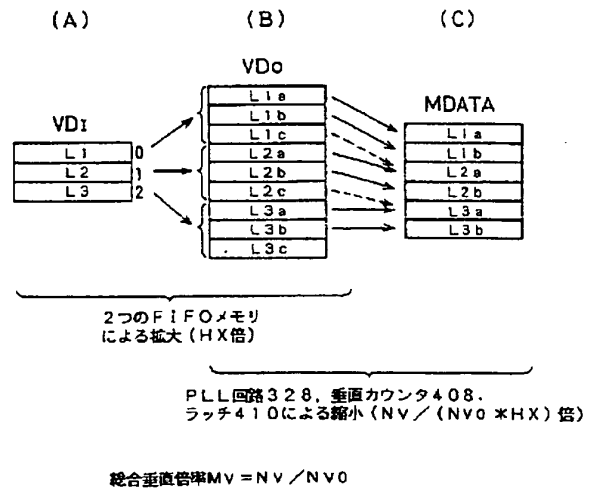 (A)
(B)
(C)
VDI
L1 0
L2 1
L3 2
VDO
L1a
L1b
L1c
L2a
L2b
L2c
L3a
L3b
L3c
MDATA
L1a
L1b
L2a
L2b
L3a
L3b
2つのFIFOメモリ
による拡大(HX倍)
PLL回路328,垂直カウンタ408,
ラッチ410による縮小(NV/(NV0*HX)倍)
総合垂直倍率MV=NV/NV0